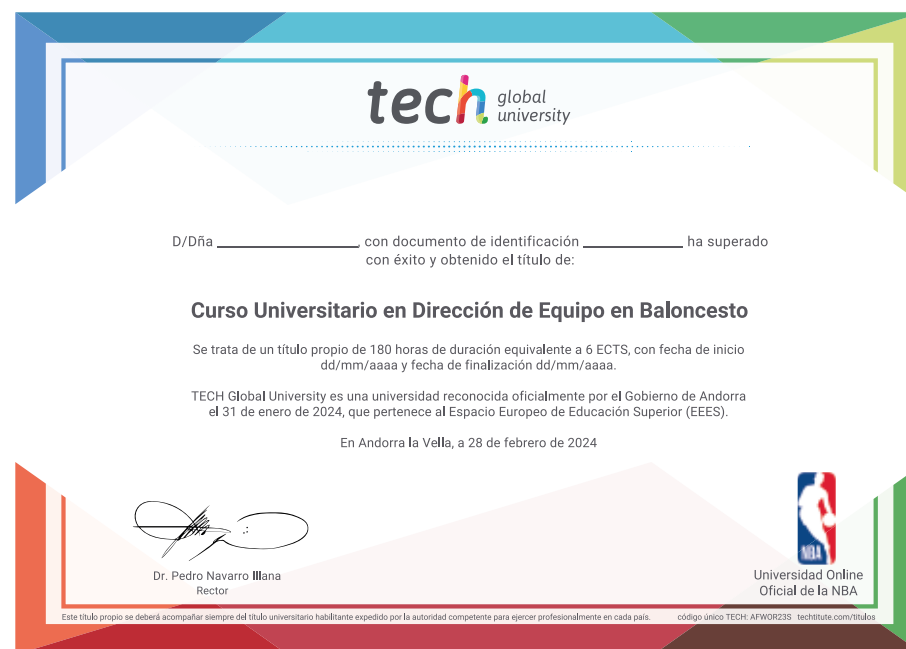 tech global
university
D/Dña ____________________, con documento de identificación ______________ ha superado
con éxito y obtenido el título de:
Curso Universitario en Dirección de Equipo en Baloncesto
Se trata de un título propio de 180 horas de duración equivalente a 6 ECTS, con fecha de inicio
dd/mm/aaaa y fecha de finalización dd/mm/aaaa.
TECH Global University es una universidad reconocida oficialmente por el Gobierno de Andorra
el 31 de enero de 2024, que pertenece al Espacio Europeo de Educación Superior (EEES).
En Andorra la Vella, a 28 de febrero de 2024
Dr. Pedro Navarro Illana
Rector
NBA
Universidad Online
Oficial de la NBA
Este título propio se deberá acompañar siempre del título universitario habilitante expedido por la autoridad competente para ejercer profesionalmente en cada país. código único TECH: AFWOR23S techtitute.com/titulos